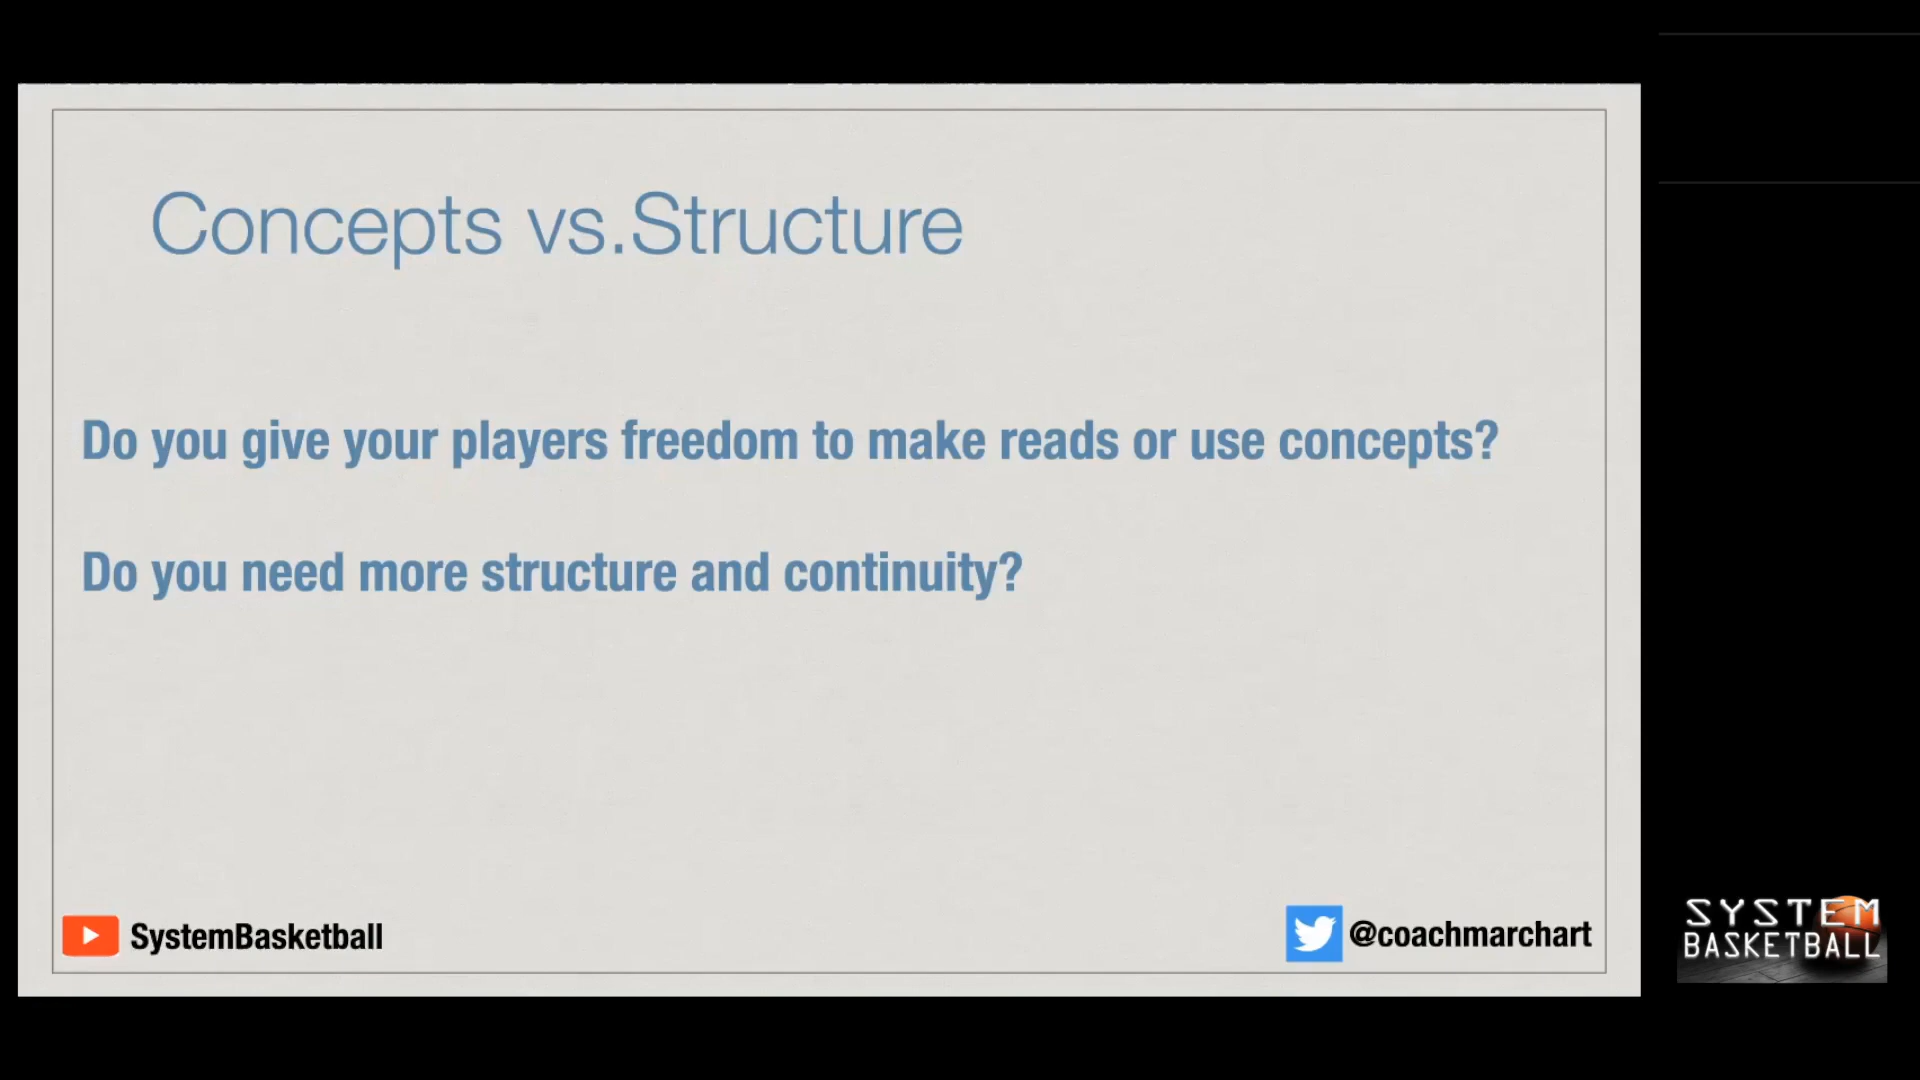 Concepts vs.Structure
Do you give your players freedom to make reads or use concepts?
Do you need more structure and continuity?
SystemBasketball
@coachmarchart
SYSTEM
BASKETBALL